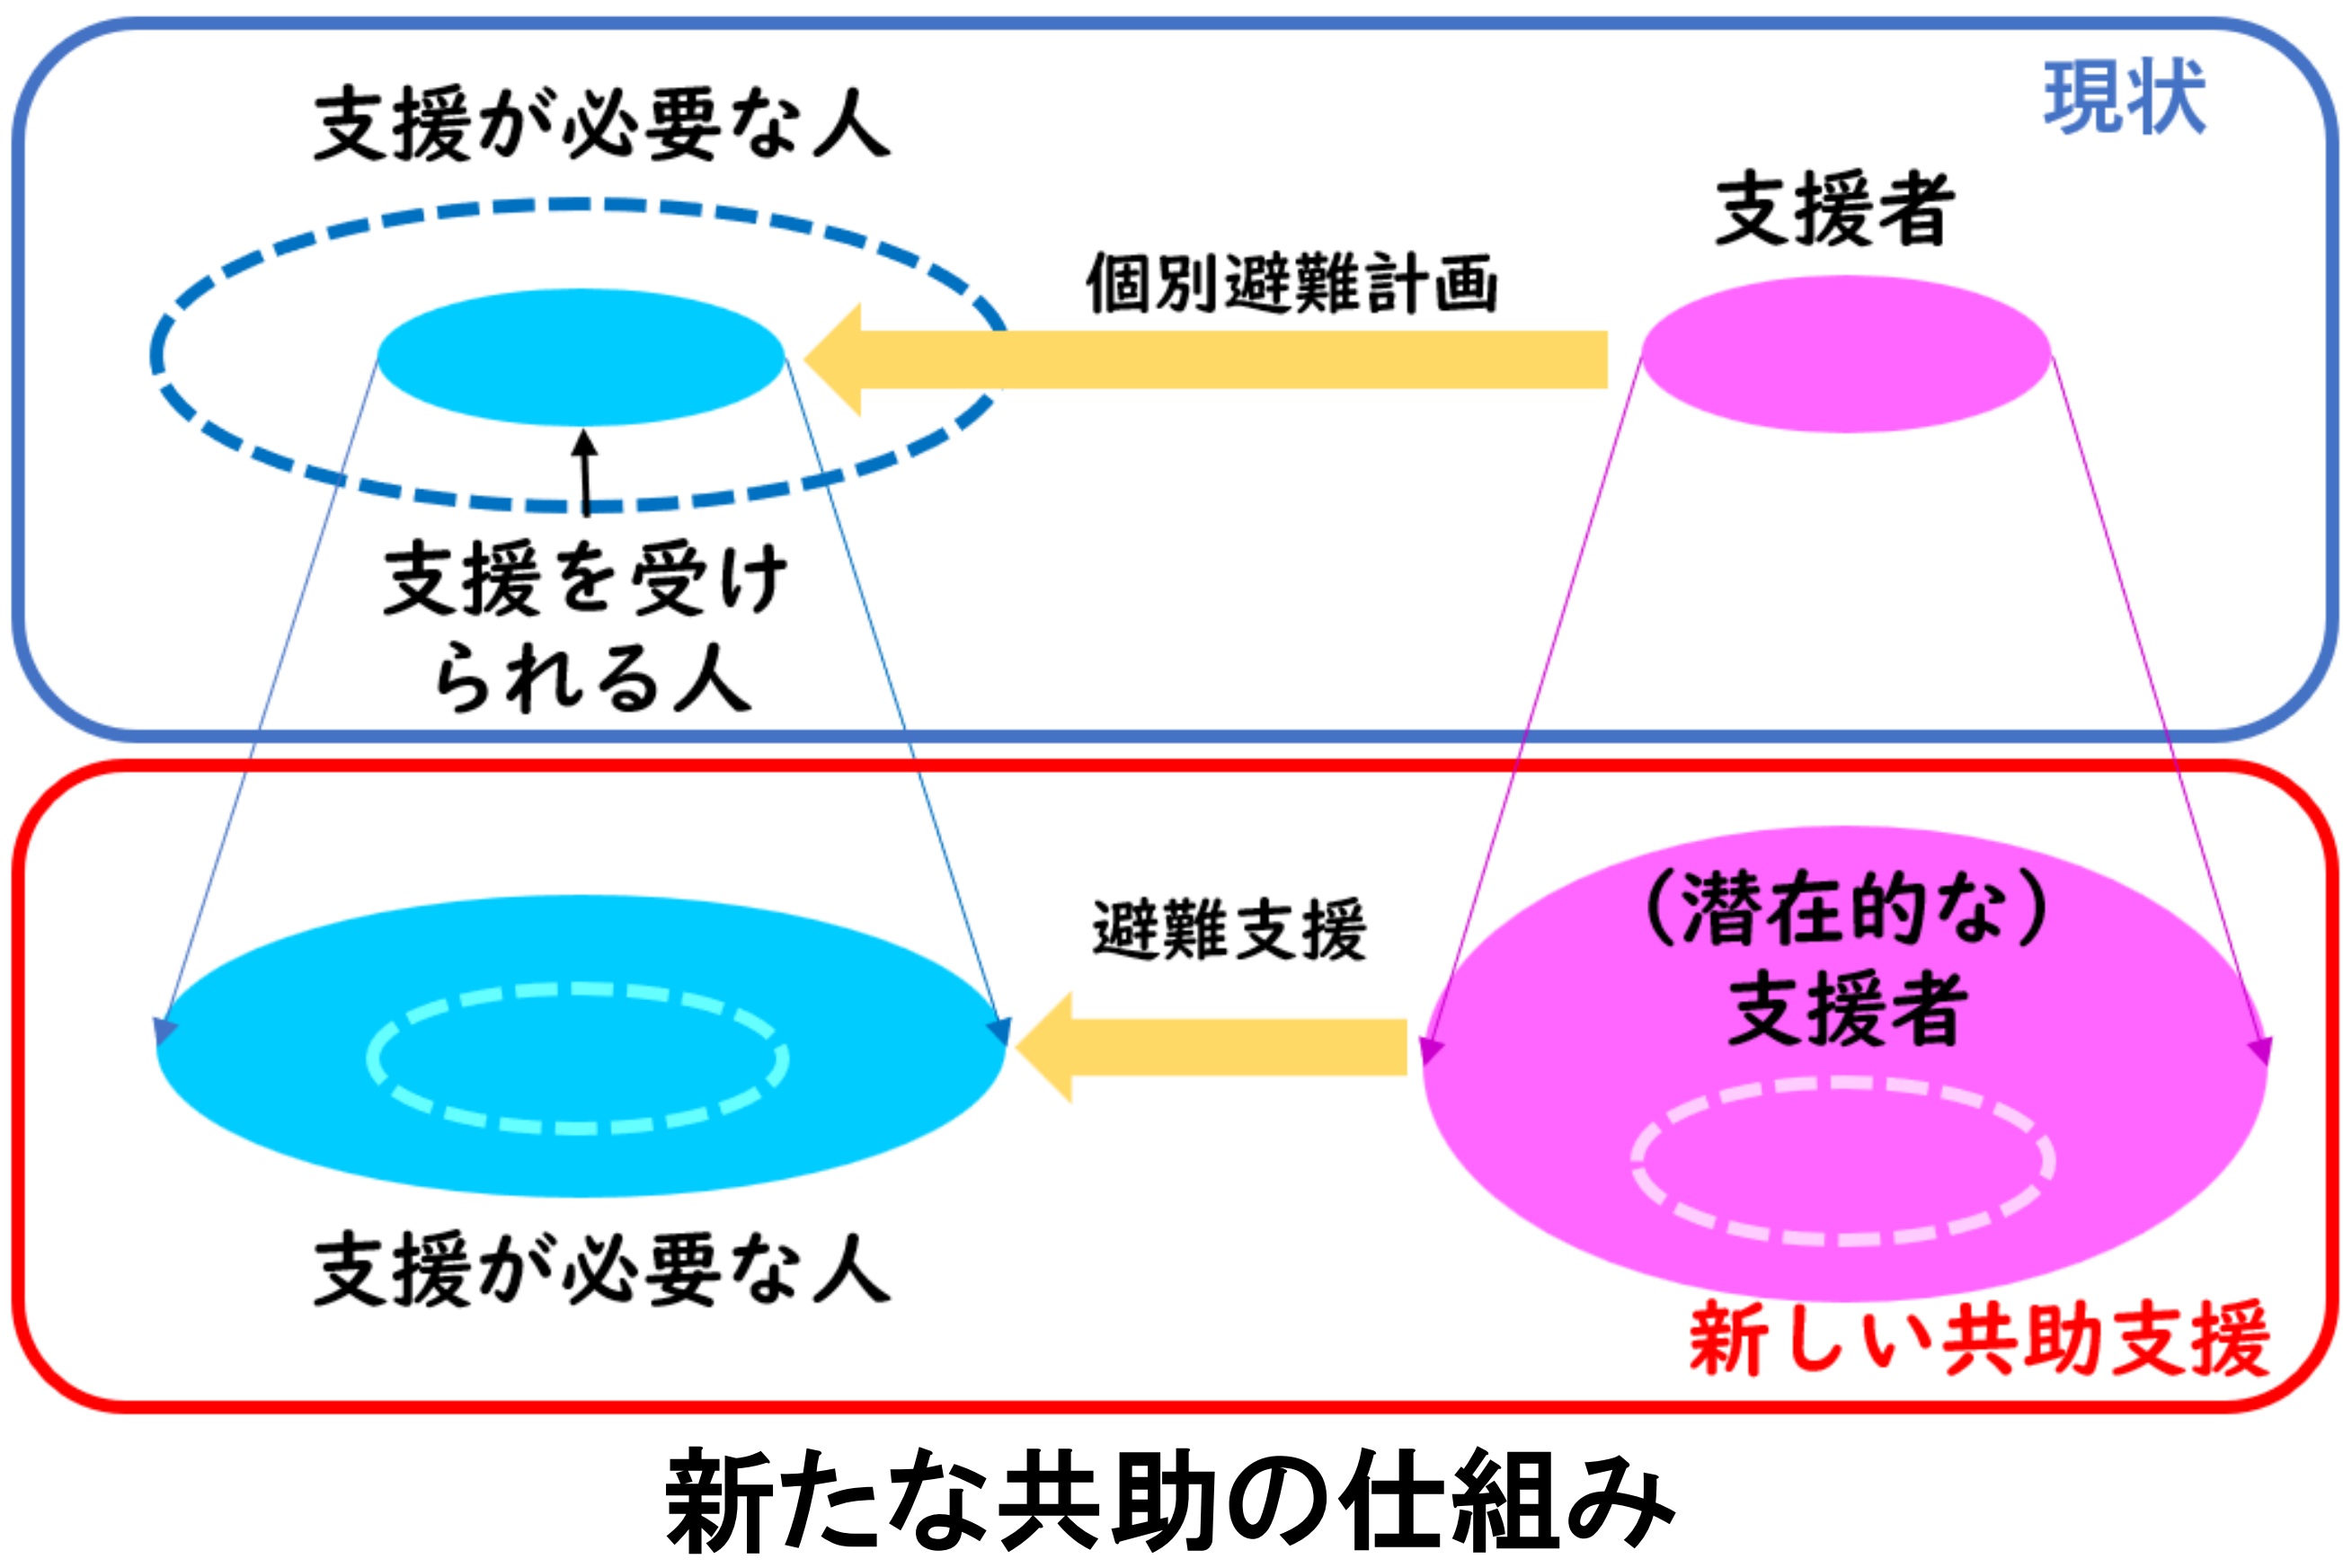 現状
支援が必要な人
支援者
個別避難計画
支援を受け
られる人
避難支援
(潜在的な)
支援者
支援が必要な人
新しい共助支援
新たな共助の仕組み